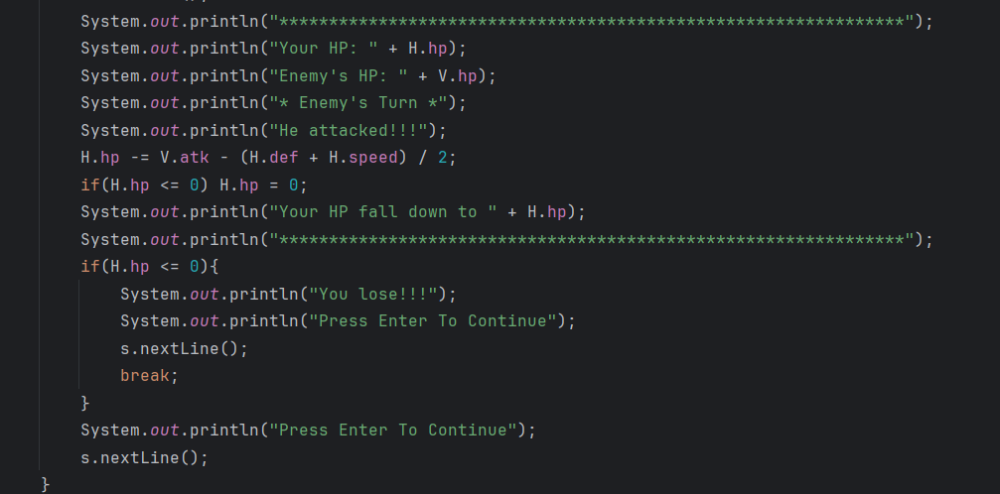 System.out.println("***************************************************************");
System.out.println("Your HP: " + H.hp);
System.out.println("Enemy's HP: " + V.hp);
System.out.println("* Enemy's Turn *");
System.out.println("He attacked!!!");
H.hp -= V.atk - (H.def + H.speed) / 2;
if(H.hp <= 0) H.hp = 0;
System.out.println("Your HP fall down to " + H.hp);
System.out.println("***************************************************************");
if(H.hp <= 0){
System.out.println("You lose!!!");
System.out.println("Press Enter To Continue");
s.nextLine();
break;
}
System.out.println("Press Enter To Continue");
s.nextLine();
}